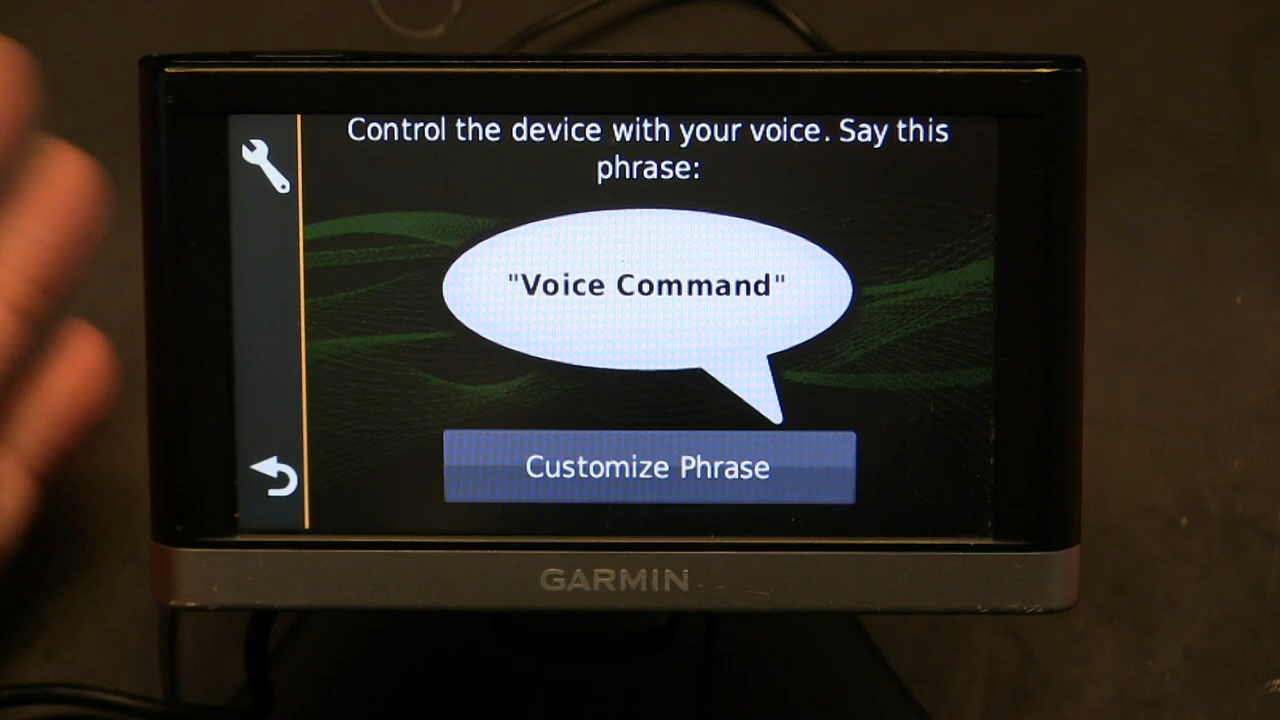 Control the device with your voice. Say this
phrase:
"Voice Command"
Customize Phrase
GARMIN